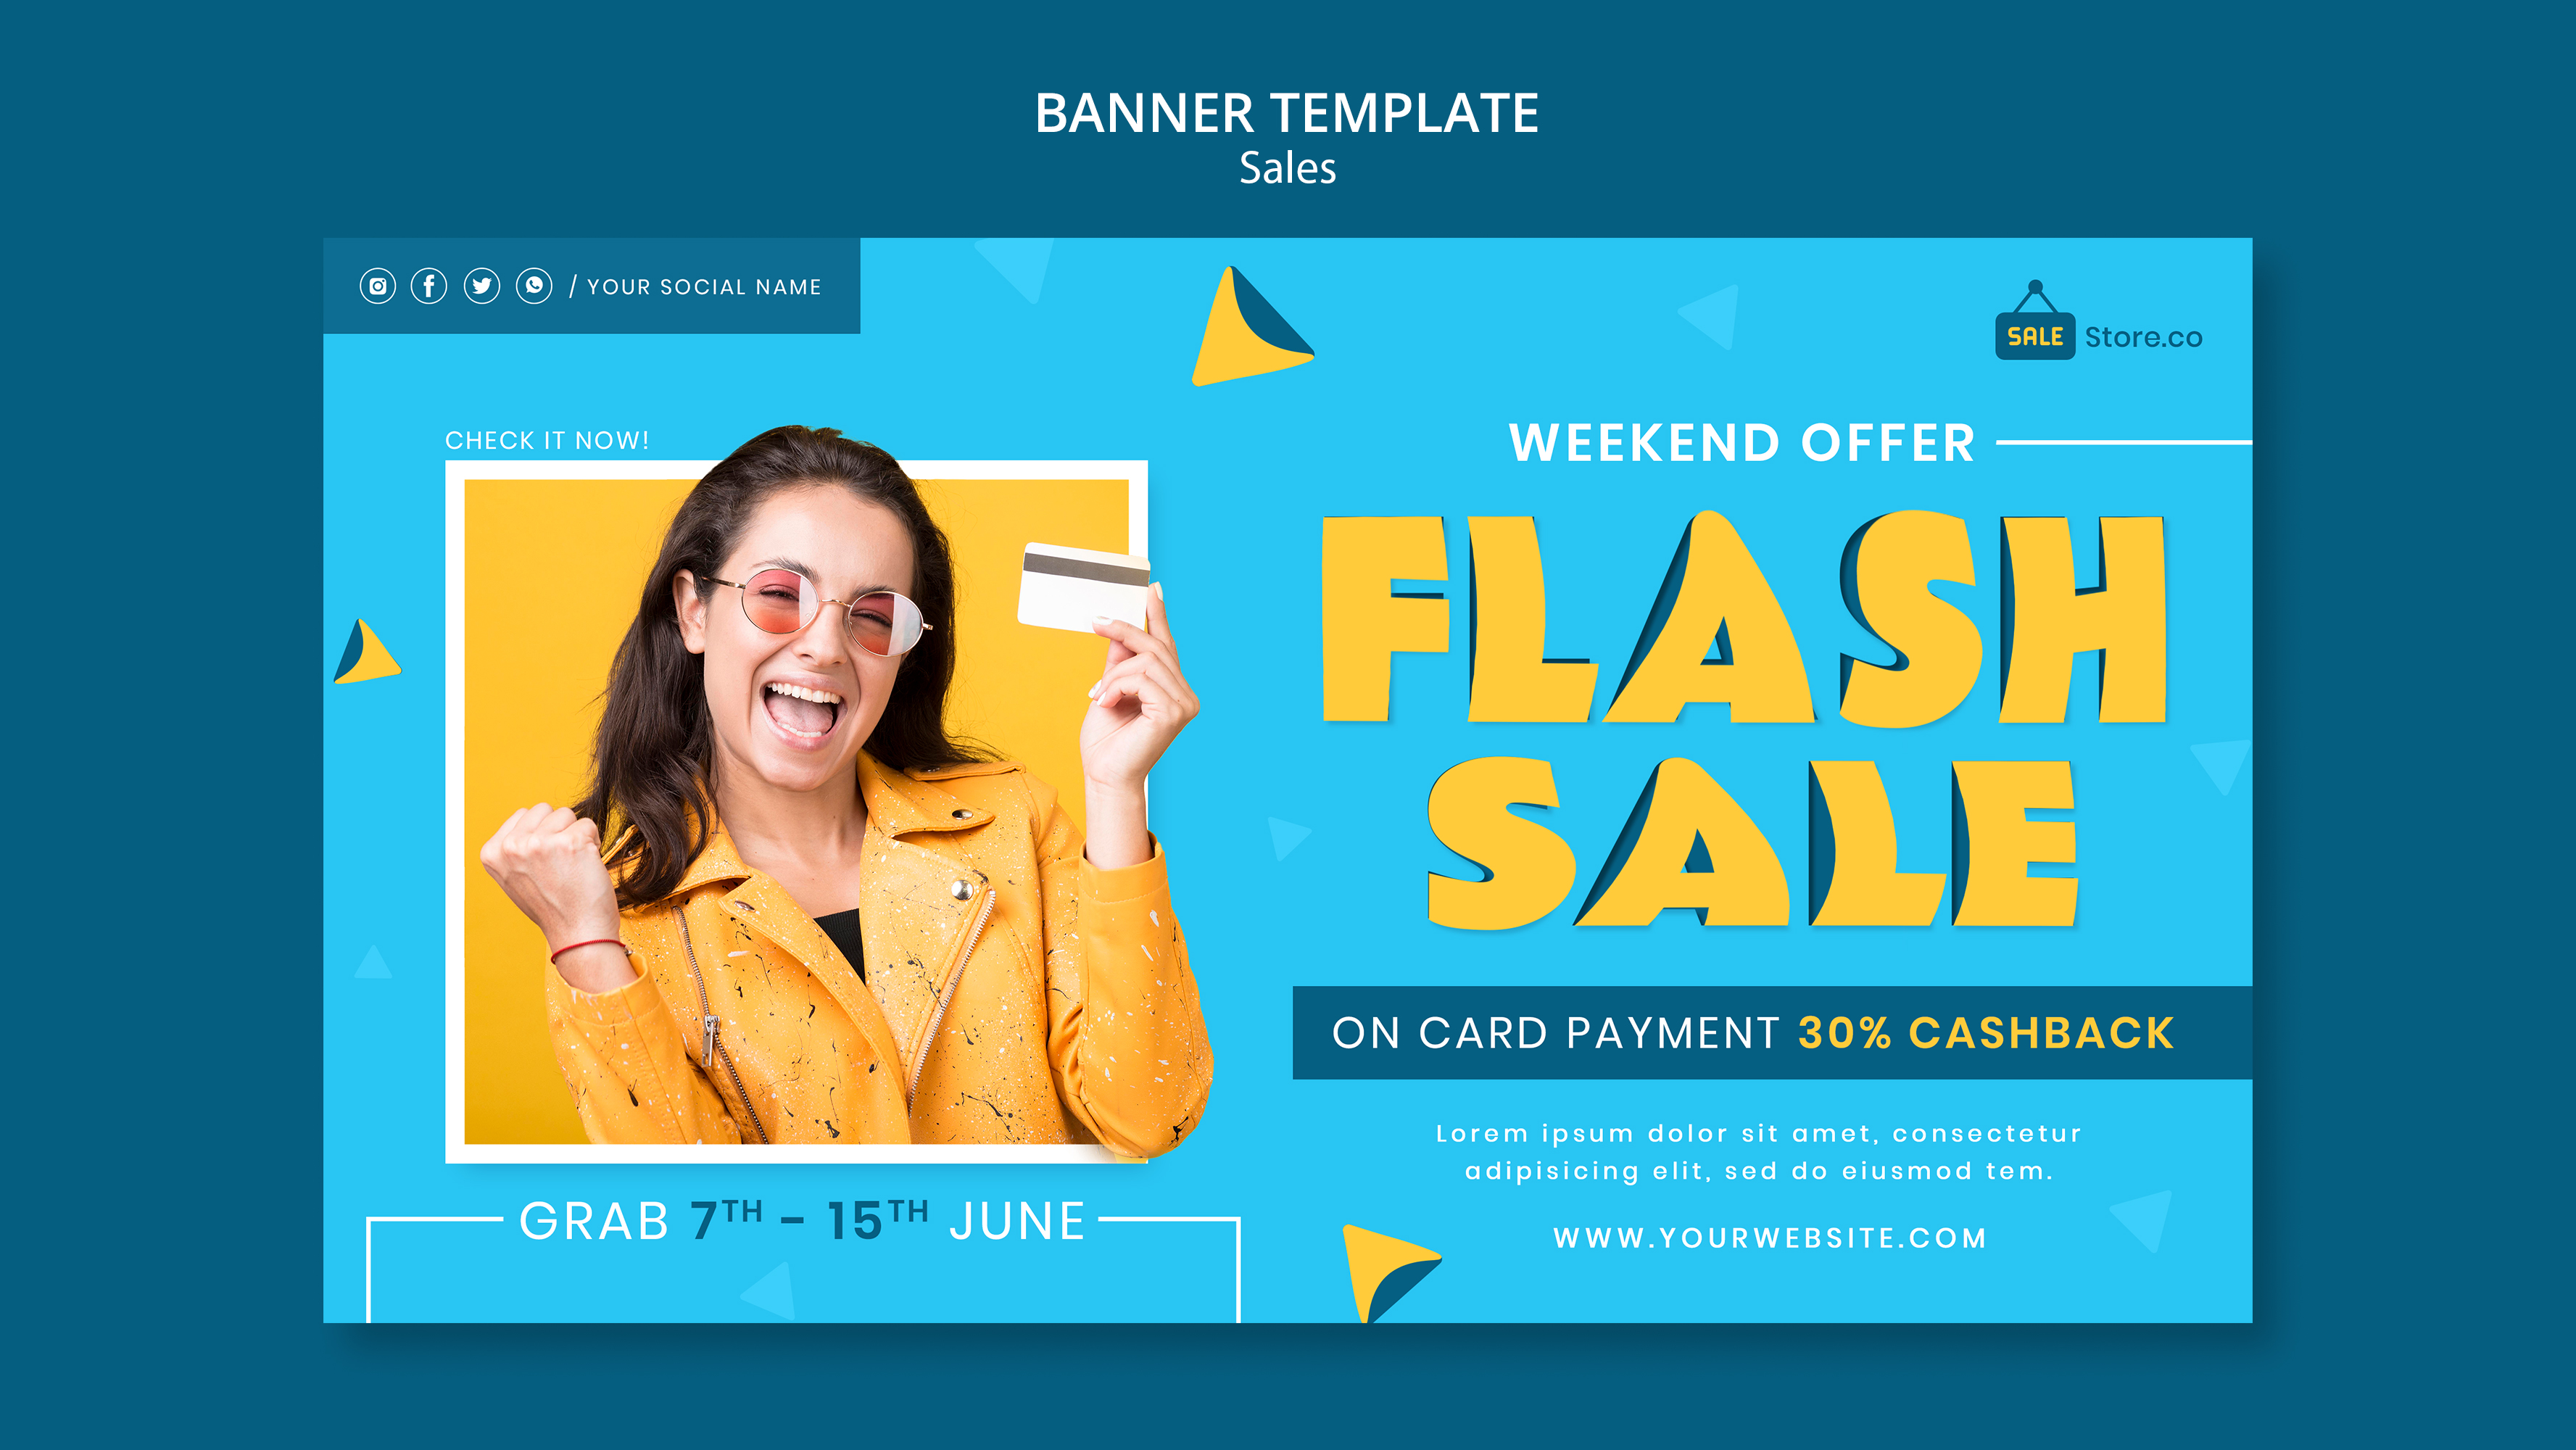 BANNER TEMPLATE
Sales
/ YOUR SOCIAL NAME
SALE Store.co
CHECK IT NOW!
WEEKEND OFFER
FLASH
SALE
ON CARD PAYMENT 30% CASHBACK
Lorem ipsum dolor sit amet, consectetur
adipisicing elit, sed do eiusmod tem.
GRAB 7TH - 15TH JUNE
WWW.YOURWEBSITE.COM